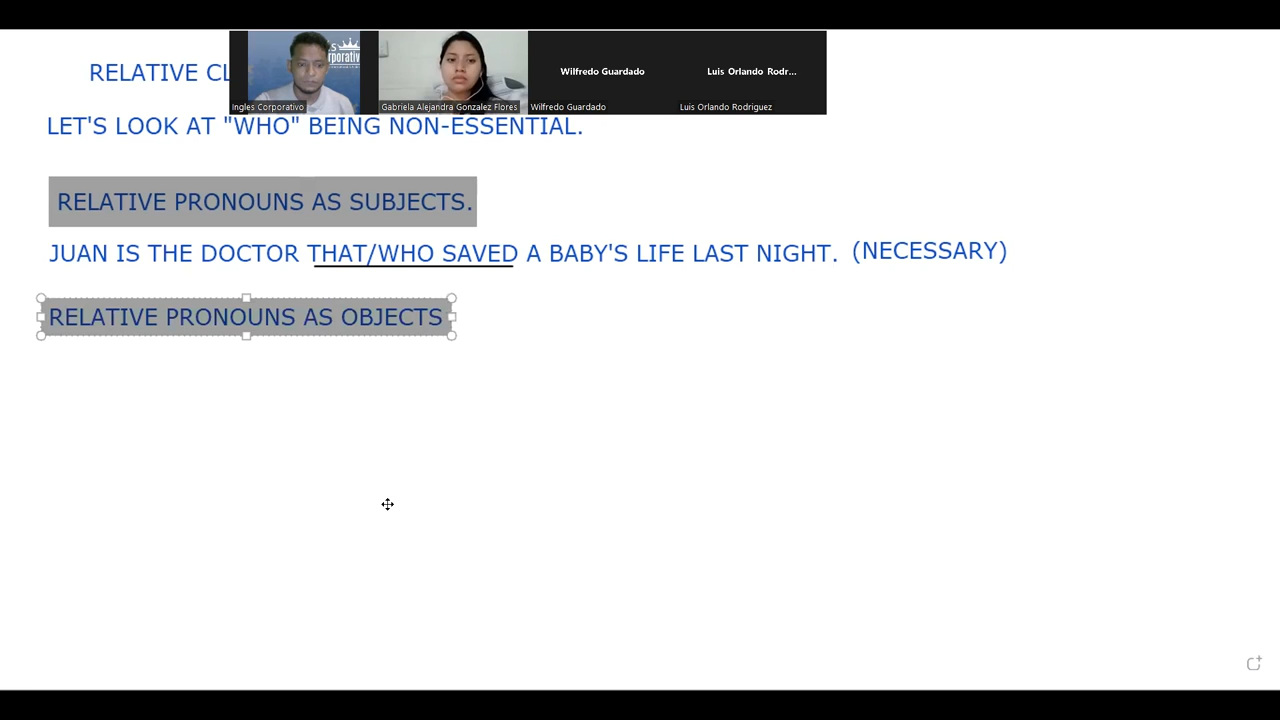 RELATIVE
Ingles Corporativo
Gabriela Alejandra Gonzalez Flores
Wilfredo Guardado
Wilfredo Guardado
Luis Orlando Rodr...
Luis Orlando Rodriguez
LET'S LOOK AT "WHO" BEING NON-ESSENTIAL.
RELATIVE PRONOUNS AS SUBJECTS.
JUAN IS THE DOCTOR THAT/WHO SAVED A BABY'S LIFE LAST NIGHT. (NECESSARY)
RELATIVE PRONOUNS AS OBJECTS